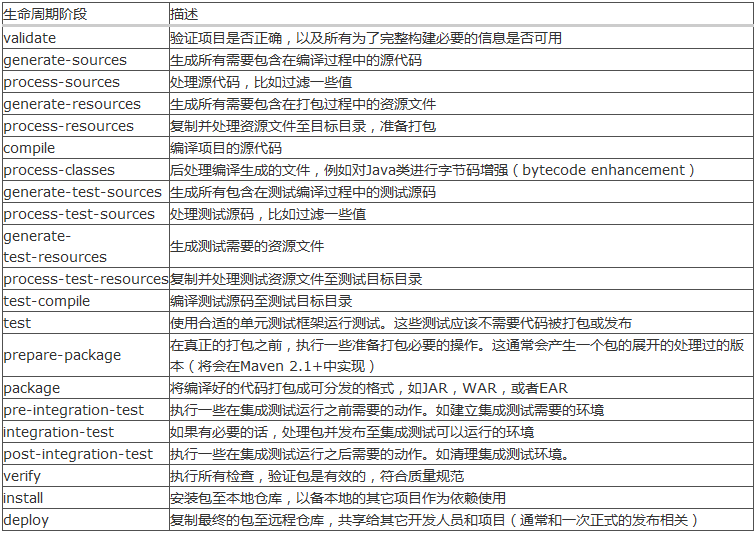 生命周期阶段 描述
validate 验证项目是否正确，以及所有为了完整构建必要的信息是否可用
generate-sources 生成所有需要包含在编译过程中的源代码
process-sources 处理源代码，比如过滤一些值
generate-resources 生成所有需要包含在打包过程中的资源文件
process-resources 复制并处理资源文件至目标目录，准备打包
compile 编译项目的源代码
process-classes 后处理编译生成的文件，例如对Java类进行字节码增强（bytecode enhancement）
generate-test-sources 生成所有包含在测试编译过程中的测试源码
process-test-sources 处理测试源码，比如过滤一些值
generate-
test-resources 生成测试需要的资源文件
process-test-resources 复制并处理测试资源文件至测试目标目录
test-compile 编译测试源码至测试目标目录
test 使用合适的单元测试框架运行测试。这些测试应该不需要代码被打包或发布
prepare-package 在真正的打包之前，执行一些准备打包必要的操作。这通常会产生一个包的展开的处理过的版
本（将会在Maven 2.1+中实现）
package 将编译好的代码打包成可分发的格式，如JAR，WAR，或者EAR
pre-integration-test 执行一些在集成测试运行之前需要的动作。如建立集成测试需要的环境
integration-test 如果有必要的话，处理包并发布至集成测试可以运行的环境
post-integration-test 执行一些在集成测试运行之后需要的动作。如清理集成测试环境。
verify 执行所有检查，验证包是有效的，符合质量规范
install 安装包至本地仓库，以备本地的其它项目作为依赖使用
deploy 复制最终的包至远程仓库，共享给其它开发人员和项目（通常和一次正式的发布相关）